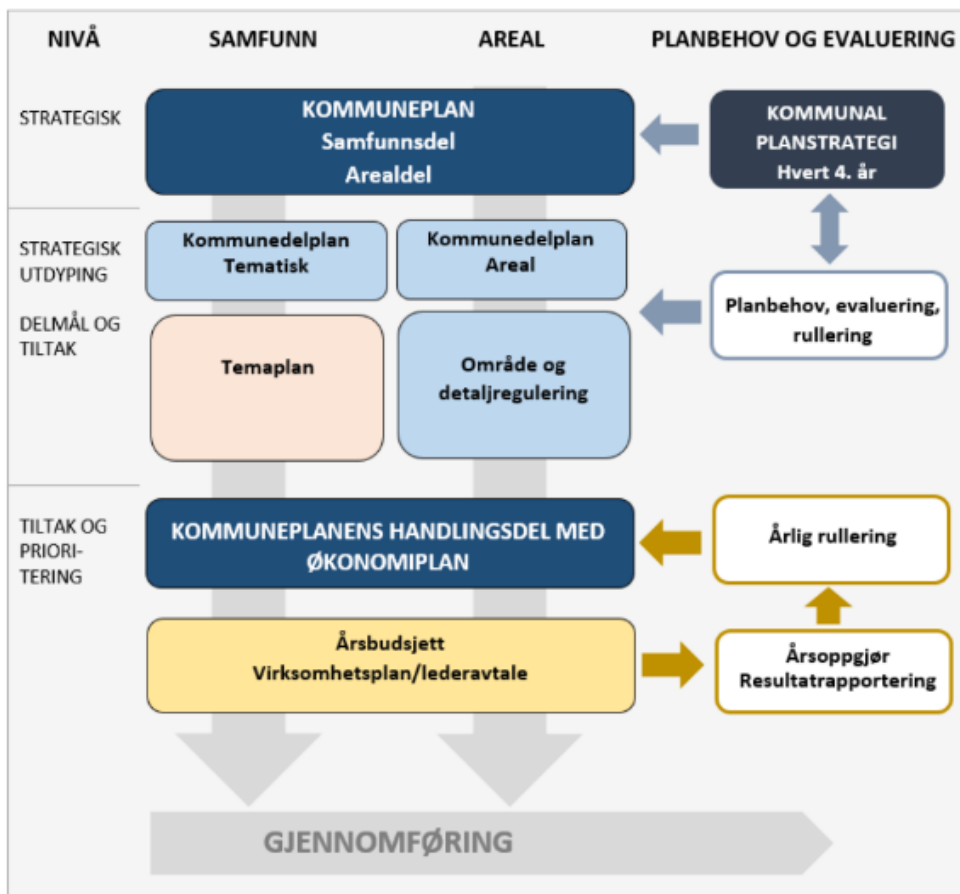 NIVÅ
SAMFUNN
AREAL
PLANBEHOV OG EVALUERING
STRATEGISK
KOMMUNEPLAN
Samfunnsdel
Arealdel
KOMMUNAL
PLANSTRATEGI
Hvert 4. år
STRATEGISK
UTDYPING
Kommunedelplan
Tematisk
Kommunedelplan
Areal
Planbehov, evaluering,
rullering
DELMÅL OG
TILTAK
Temaplan
Område og
detaljregulering
TILTAK OG
PRIORI-
TERING
KOMMUNEPLANENS HANDLINGSDEL MED
ØKONOMIPLAN
Årlig rullering
Årsbudsjett
Virksomhetsplan/lederavtale
Årsoppgjør
Resultatrapportering
GJENNOMFØRING